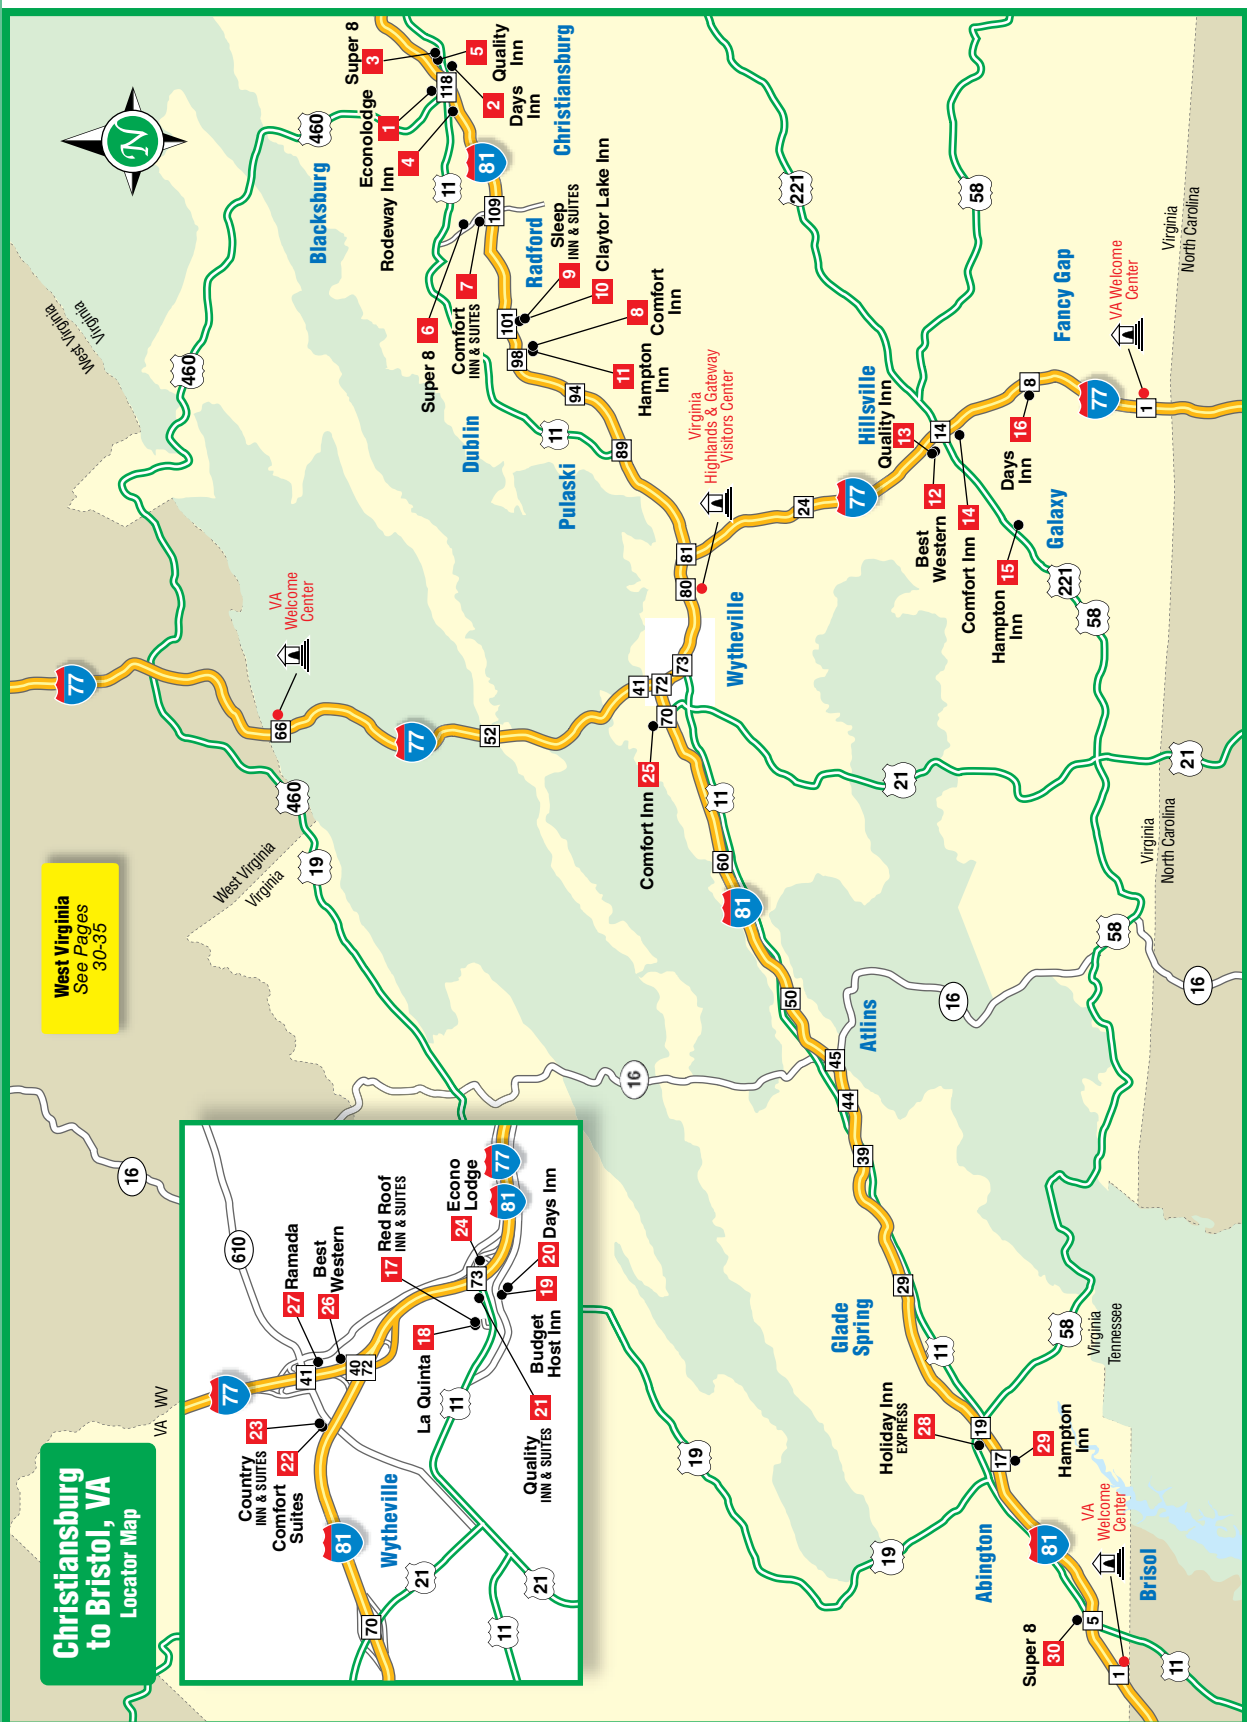 Christiansburg
to Bristol, VA
Locator Map
West Virginia
See Pages
30-35
N
VA
WV
77
610
41
27 Ramada
26
Best
Western
40
72
23
Country
INN & SUITES
22
Comfort
Suites
81
Wytheville
70
21
11
21
11
La Quinta 18
17
Red Roof
INN & SUITES
24
Econo
Lodge
73
81
77
20 Days Inn
19
Budget
Host Inn
21
Quality
INN & SUITES
16
16
19
West Virginia
Virginia
460
77
66
VA
Welcome
Center
77
52
460
West Virginia
Virginia
460
Blacksburg
Super 8
3
5
Quality
Inn
118
Econolodge
1
2
Days
Inn
Christiansburg
4
Rodeway Inn
81
11
109
Radford
6
Super 8
7
Comfort
INN & SUITES
9
Sleep
INN & SUITES
10 Claytor Lake Inn
101
98
8
Comfort
Inn
11
Hampton
Inn
94
Dublin
11
Pulaski
89
Virginia
Highlands & Gateway
Visitors Center
81
80
Wytheville
73
72
41
70
Comfort Inn 25
24
77
Hillsville
Quality Inn
13
14
12
Best
Western
Comfort Inn 14
15
Hampton
Inn
16
Days
Inn
8
77
1
Fancy Gap
VA Welcome
Center
Galaxy
221
58
221
58
Virginia
North Carolina
21
21
Virginia
North Carolina
11
60
81
50
Atlins
45
44
39
16
58
16
29
Glade
Spring
11
58
Virginia
Tennessee
Holiday Inn
EXPRESS
28
19
17
29
Hampton
Inn
19
19
Abington
81
VA
Welcome
Center
Brisol
Super 8
30
5
1
11